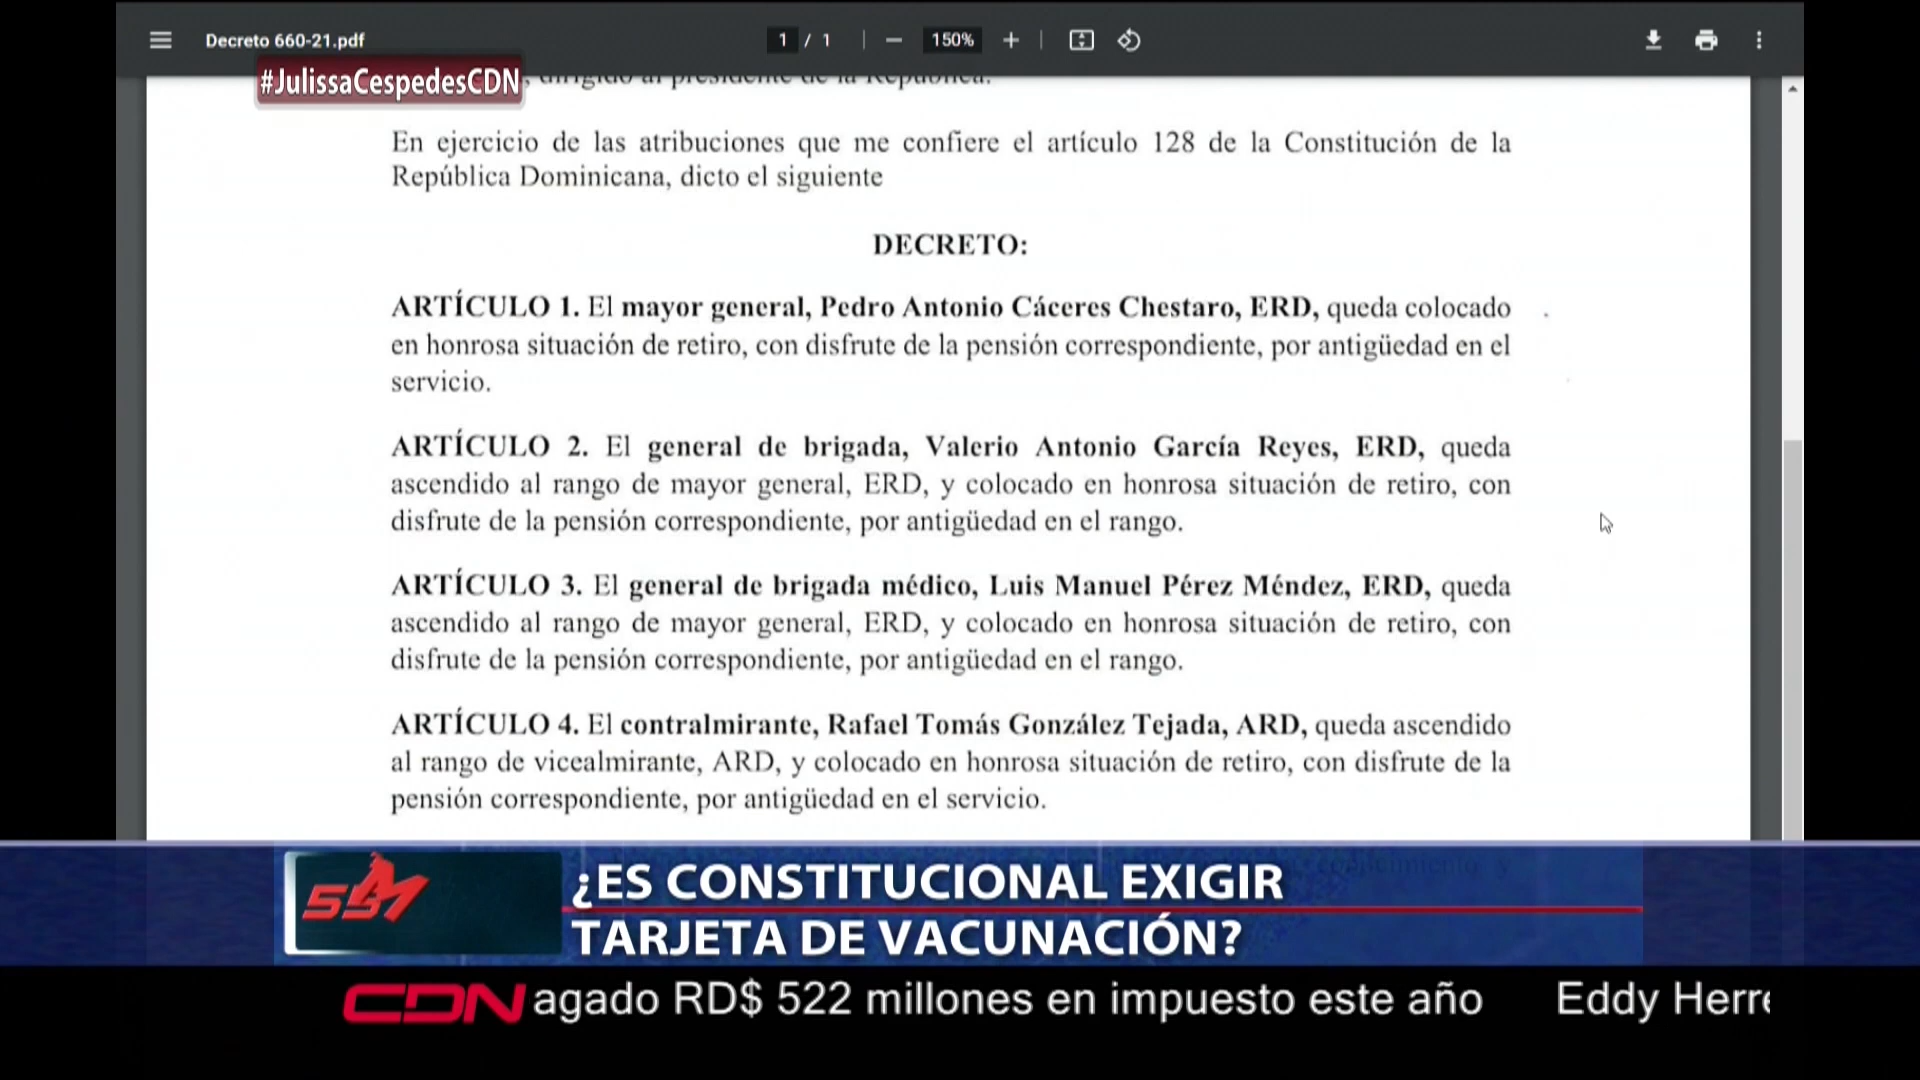 Decreto 660-21.pdf
1 / 1
150%
#JulissaCespedesCDN
, dirigido al presidente de la República.
En ejercicio de las atribuciones que me confiere el artículo 128 de la Constitución de la
República Dominicana, dicto el siguiente
DECRETO:
ARTÍCULO 1. El mayor general, Pedro Antonio Cáceres Chestaro, ERD, queda colocado
en honrosa situación de retiro, con disfrute de la pensión correspondiente, por antigüedad en el
servicio.
ARTÍCULO 2. El general de brigada, Valerio Antonio García Reyes, ERD, queda
ascendido al rango de mayor general, ERD, y colocado en honrosa situación de retiro, con
disfrute de la pensión correspondiente, por antigüedad en el rango.
ARTÍCULO 3. El general de brigada médico, Luis Manuel Pérez Méndez, ERD, queda
ascendido al rango de mayor general, ERD, y colocado en honrosa situación de retiro, con
disfrute de la pensión correspondiente, por antigüedad en el rango.
ARTÍCULO 4. El contralmirante, Rafael Tomás González Tejada, ARD, queda ascendido
al rango de vicealmirante, ARD, y colocado en honrosa situación de retiro, con disfrute de la
pensión correspondiente, por antigüedad en el servicio.
¿ES CONSTITUCIONAL EXIGIR
TARJETA DE VACUNACIÓN?
CDN agado RD$ 522 millones en impuesto este año Eddy Herre